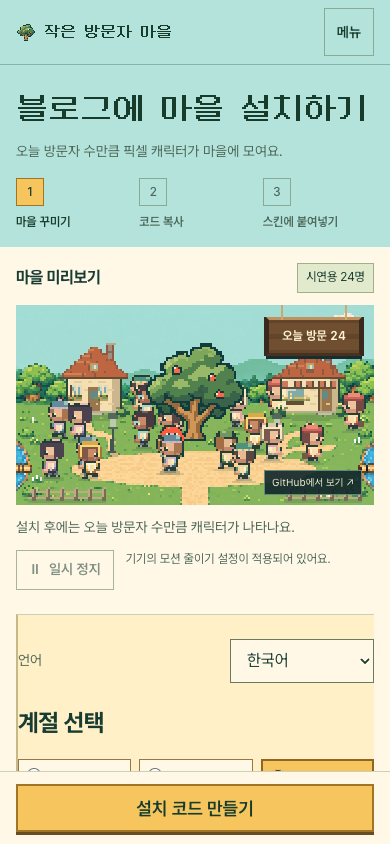 작은 방문자 마을
메뉴
블로그에 마을 설치하기
오늘 방문자 수만큼 픽셀 캐릭터가 마을에 모여요.
1
2
3
마을 꾸미기
코드 복사
스킨에 붙여넣기
마을 미리보기
시연용 24명
오늘 방문 24
GitHub에서 보기 ↗
설치 후에는 오늘 방문자 수만큼 캐릭터가 나타나요.
일시 정지
기기의 모션 줄이기 설정이 적용되어 있어요.
언어
한국어
계절 선택
설치 코드 만들기